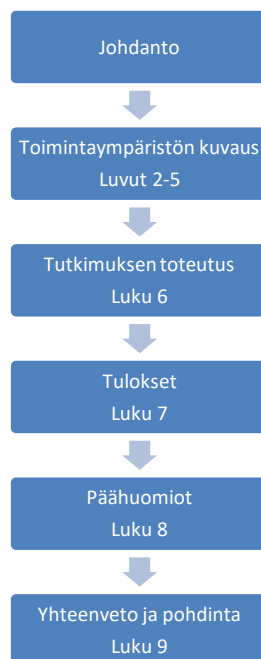 Johdanto
Toimintaympäristön kuvaus
Luvut 2-5
Tutkimuksen toteutus
Luku 6
Tulokset
Luku 7
Päähuomiot
Luku 8
Yhteenveto ja pohdinta
Luku 9